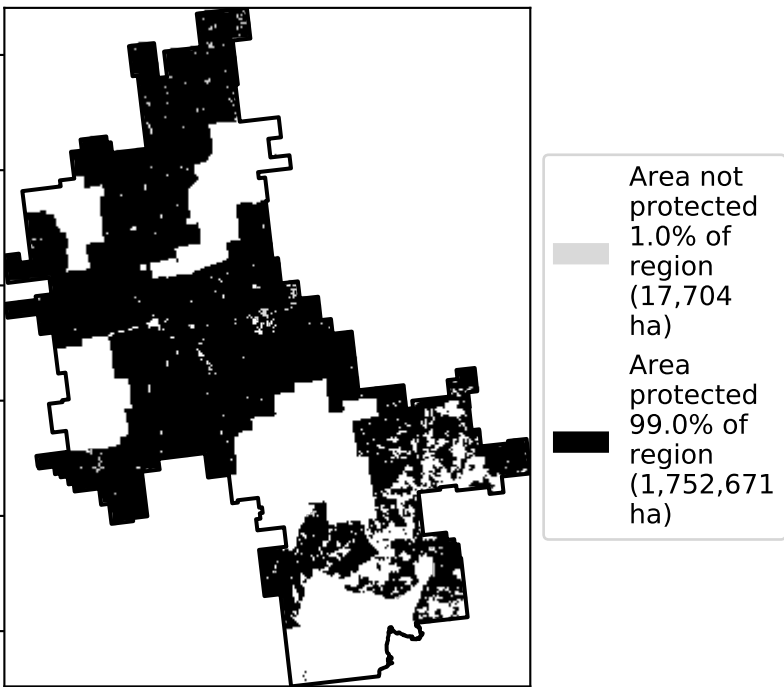 Area not
protected
1.0% of
region
(17,704
ha)
Area
protected
99.0% of
region
(1,752,671
ha)